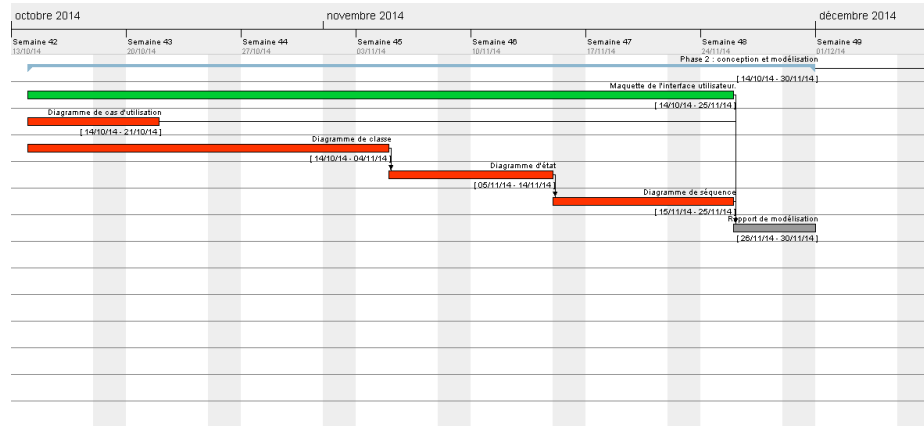 octobre 2014
novembre 2014
décembre 2014
Semaine 42
Semaine 43
Semaine 44
Semaine 45
Semaine 46
Semaine 47
Semaine 48
Semaine 49
13/10/14
20/10/14
27/10/14
03/11/14
10/11/14
17/11/14
24/11/14
01/12/14
Phase 2 : conception et modélisation
[ 14/10/14 - 30/11/14 ]
Maquette de l'interface utilisateur.
[ 14/10/14 - 25/11/14 ]
Diagramme de cas d'utilisation
[ 14/10/14 - 21/10/14 ]
Diagramme de classe
[ 14/10/14 - 04/11/14 ]
Diagramme d'état
[ 05/11/14 - 14/11/14 ]
Diagramme de séquence
[ 15/11/14 - 25/11/14 ]
Rapport de modélisation
[ 26/11/14 - 30/11/14 ]